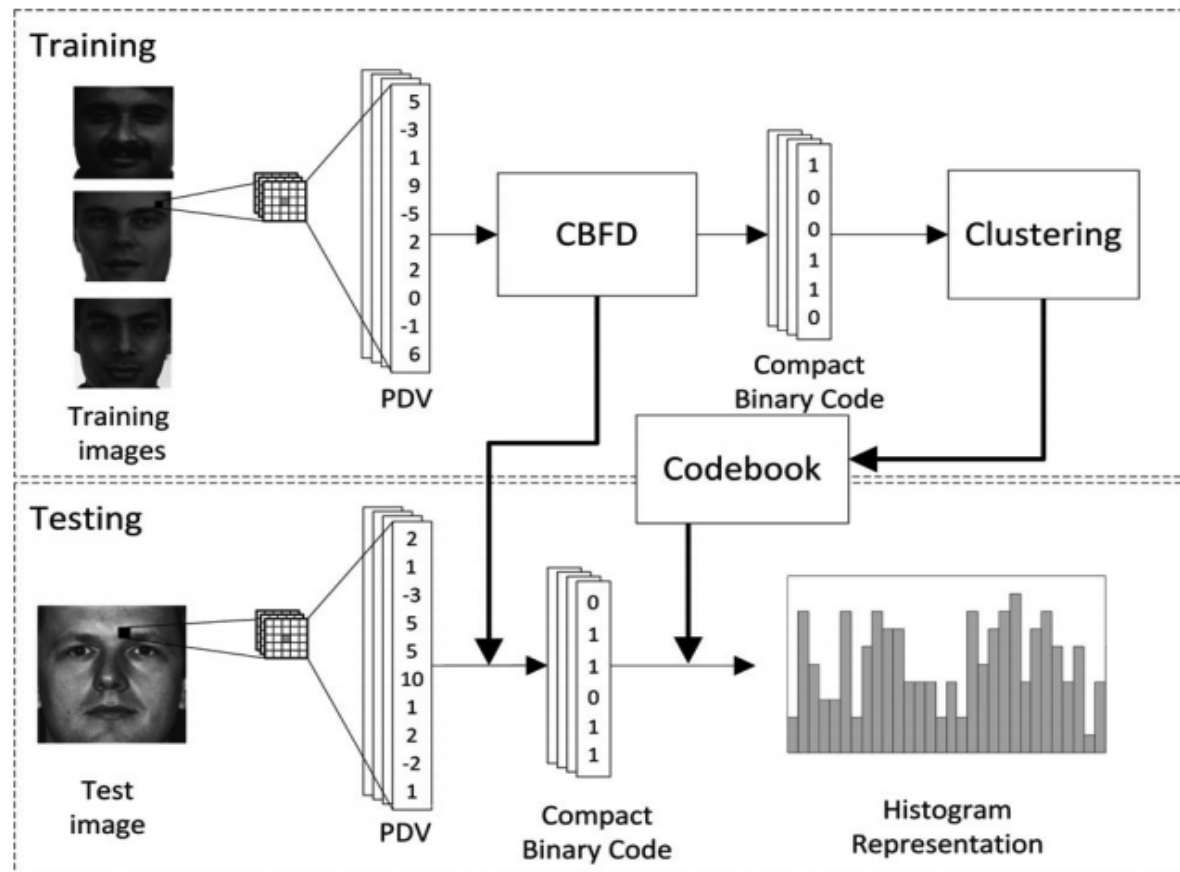 Training
5
-3
1
9
-5
2
2
0
-1
6
PDV
CBFD
1
0
0
1
1
0
Compact
Binary Code
Clustering
Training
images
Codebook
Testing
2
1
-3
5
5
10
1
2
-2
1
PDV
0
1
1
0
1
1
Compact
Binary Code
Test
image
Histogram
Representation